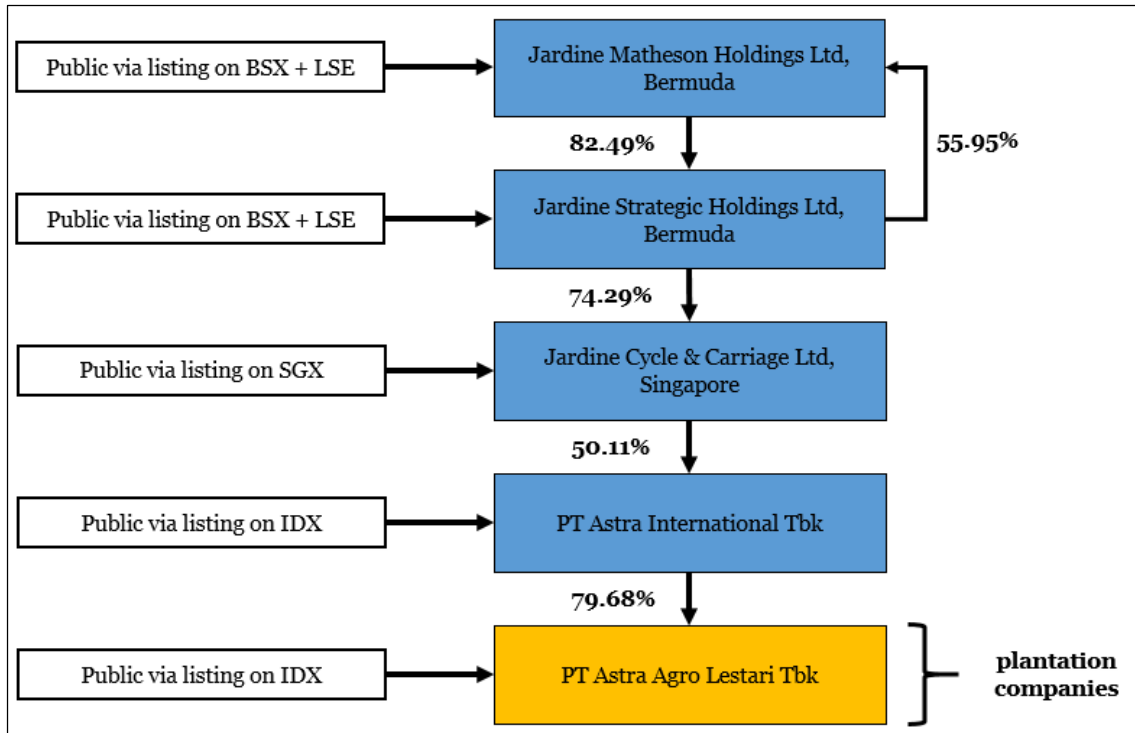 Public via listing on BSX + LSE
Jardine Matheson Holdings Ltd,
Bermuda
82.49%
55.95%
Public via listing on BSX + LSE
Jardine Strategic Holdings Ltd,
Bermuda
74.29%
Public via listing on SGX
Jardine Cycle & Carriage Ltd,
Singapore
50.11%
Public via listing on IDX
PT Astra International Tbk
79.68%
Public via listing on IDX
PT Astra Agro Lestari Tbk
plantation
companies